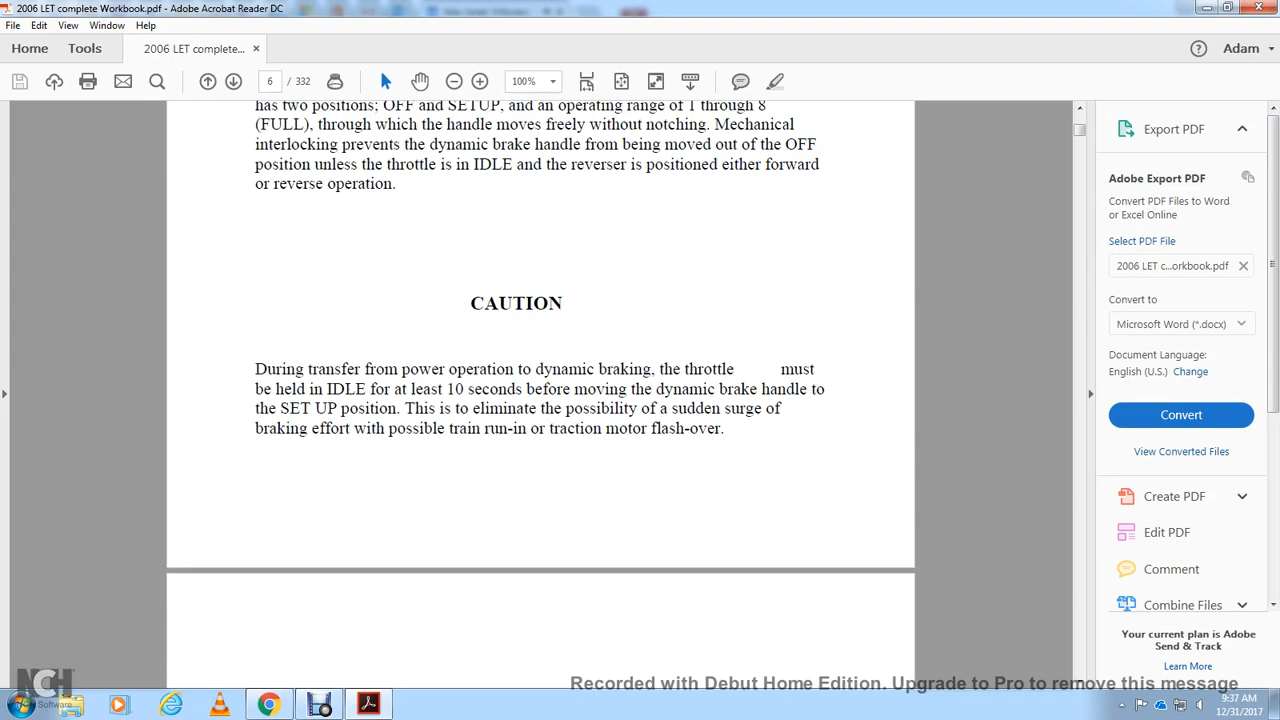 2006 LET complete Workbook.pdf - Adobe Acrobat Reader DC
File Edit View Window Help
Home Tools 2006 LET complete... × Adam
6 / 332 100%
has two positions; OFF and SETUP, and an operating range of 1 through 8
(FULL), through which the handle moves freely without notching. Mechanical
interlocking prevents the dynamic brake handle from being moved out of the OFF
position unless the throttle is in IDLE and the reverser is positioned either forward
or reverse operation.
CAUTION
During transfer from power operation to dynamic braking, the throttle must
be held in IDLE for at least 10 seconds before moving the dynamic brake handle to
the SET UP position. This is to eliminate the possibility of a sudden surge of
braking effort with possible train run-in or traction motor flash-over.
Export PDF
Adobe Export PDF
Convert PDF Files to Word
or Excel Online
Select PDF File
2006 LET c...orkbook.pdf
Convert to
Microsoft Word (*.docx)
Document Language:
English (U.S.) Change
Convert
View Converted Files
Create PDF
Edit PDF
Comment
Combine Files
Your current plan is Adobe
Send & Track
Learn More
NCH
Software
Recorded with Debut Home Edition. Upgrade to Pro to remove this message
9:37 AM
12/31/2017